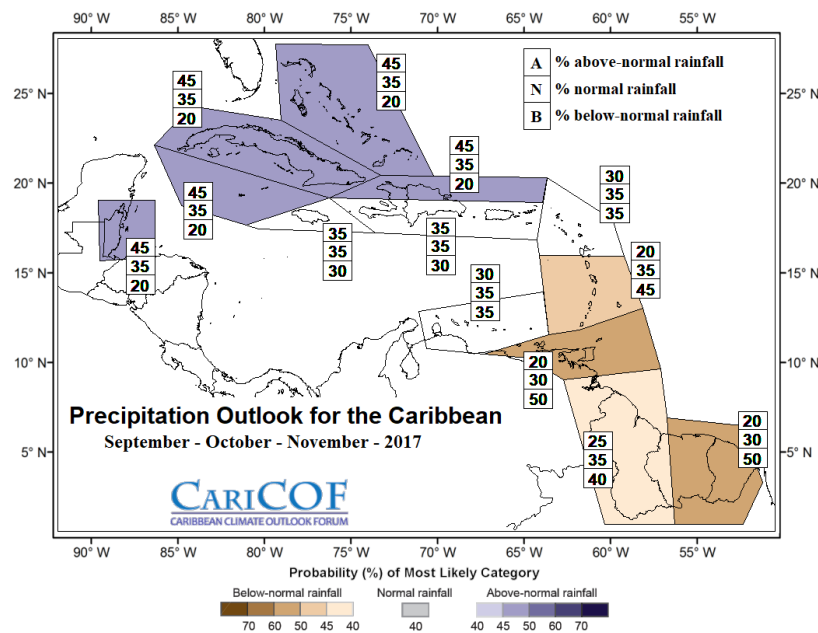 90° W 85° W 80° W 75° W 70° W 65° W 60° W 55° W
A % above-normal rainfall
N % normal rainfall
B % below-normal rainfall
45
35
20
45
35
20
25° N
25° N
45
35
20
20° N
20° N
30
35
35
45
35
20
35
35
30
35
35
30
45
35
20
20
35
45
15° N
15° N
30
35
35
10° N
10° N
20
30
50
Precipitation Outlook for the Caribbean
September - October - November - 2017
20
30
50
25
35
40
5° N
5° N
CARICOF
CARIBBEAN CLIMATE OUTLOOK FORUM
90° W 85° W 80° W 75° W 70° W 65° W 60° W 55° W
Probability (%) of Most Likely Category
Below-normal rainfall Normal rainfall Above-normal rainfall
70 60 50 45 40 40 40 45 50 60 70